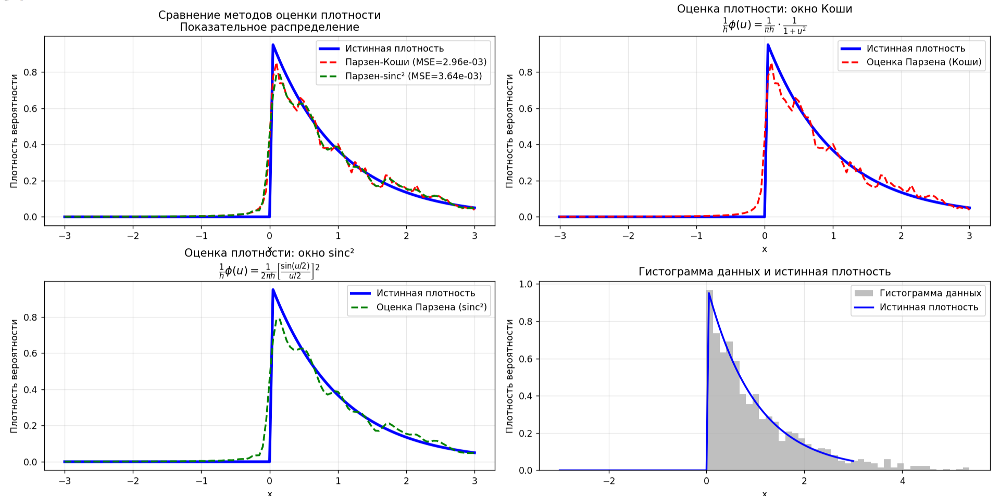 Сравнение методов оценки плотности
Показательное распределение
Плотность вероятности
0.8
0.6
0.4
0.2
0.0
Истинная плотность
Парзен-Коши (MSE=2.96e-03)
Парзен-sinc² (MSE=3.64e-03)
−3 −2 −1 0 1 2 3
x
Оценка плотности: окно Коши
1/h ϕ(u) = 1/πh · 1/1+u²
Плотность вероятности
0.8
0.6
0.4
0.2
0.0
Истинная плотность
Оценка Парзена (Коши)
−3 −2 −1 0 1 2 3
x
Оценка плотности: окно sinc²
1/h ϕ(u) = 1/2πh [sin(u/2)/u/2]²
Плотность вероятности
0.8
0.6
0.4
0.2
0.0
Истинная плотность
Оценка Парзена (sinc²)
−3 −2 −1 0 1 2 3
x
Гистограмма данных и истинная плотность
Плотность вероятности
1.0
0.8
0.6
0.4
0.2
0.0
Гистограмма данных
Истинная плотность
−2 0 2 4
x